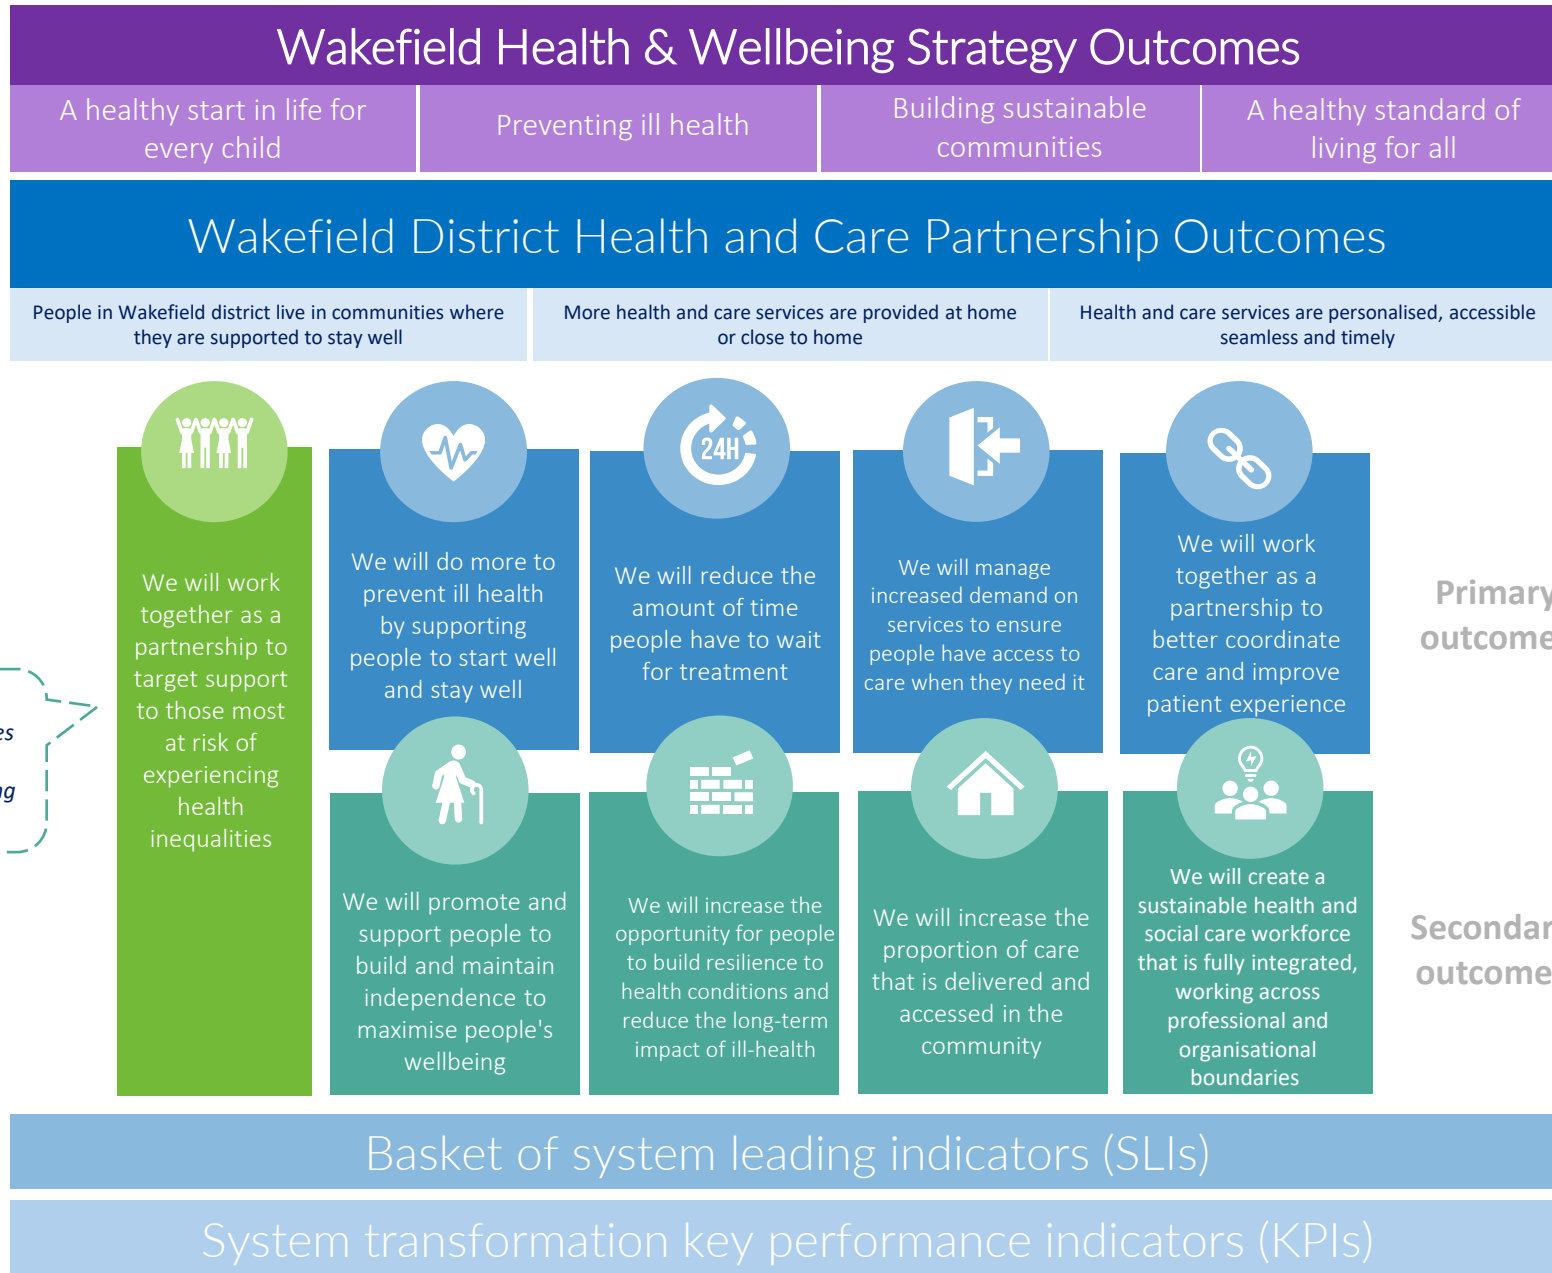 Wakefield Health & Wellbeing Strategy Outcomes
A healthy start in life for
every child
Preventing ill health
Building sustainable
communities
A healthy standard of
living for all
Wakefield District Health and Care Partnership Outcomes
People in Wakefield district live in communities where
they are supported to stay well
More health and care services are provided at home
or close to home
Health and care services are personalised, accessible
seamless and timely
We will work
together as a
partnership to
target support
to those most
at risk of
experiencing
health
inequalities
We will do more to
prevent ill health
by supporting
people to start well
and stay well
24H
We will reduce the
amount of time
people have to wait
for treatment
We will manage
increased demand on
services to ensure
people have access to
care when they need it
We will work
together as a
partnership to
better coordinate
care and improve
patient experience
Primary
outcome
We will promote and
support people to
build and maintain
independence to
maximise people's
wellbeing
We will increase the
opportunity for people
to build resilience to
health conditions and
reduce the long-term
impact of ill-health
We will increase the
proportion of care
that is delivered and
accessed in the
community
We will create a
sustainable health and
social care workforce
that is fully integrated,
working across
professional and
organisational
boundaries
Secondar
outcome
Basket of system leading indicators (SLIs)
System transformation key performance indicators (KPIs)